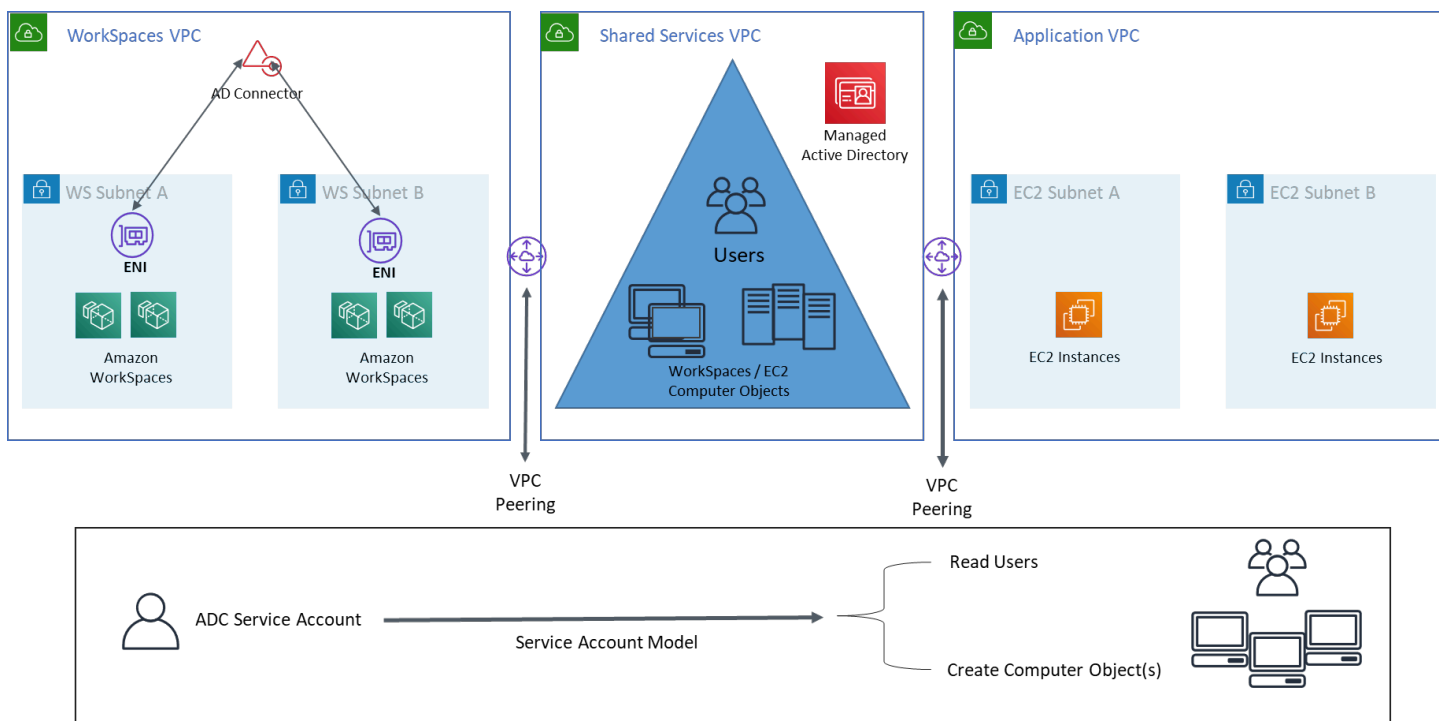 WorkSpaces VPC
AD Connector
WS Subnet A
WS Subnet B
ENI
ENI
Amazon
WorkSpaces
Amazon
WorkSpaces
Shared Services VPC
Managed
Active Directory
Users
WorkSpaces / EC2
Computer Objects
Application VPC
EC2 Subnet A
EC2 Subnet B
EC2 Instances
EC2 Instances
VPC
Peering
VPC
Peering
ADC Service Account
Service Account Model
Read Users
Create Computer Object(s)